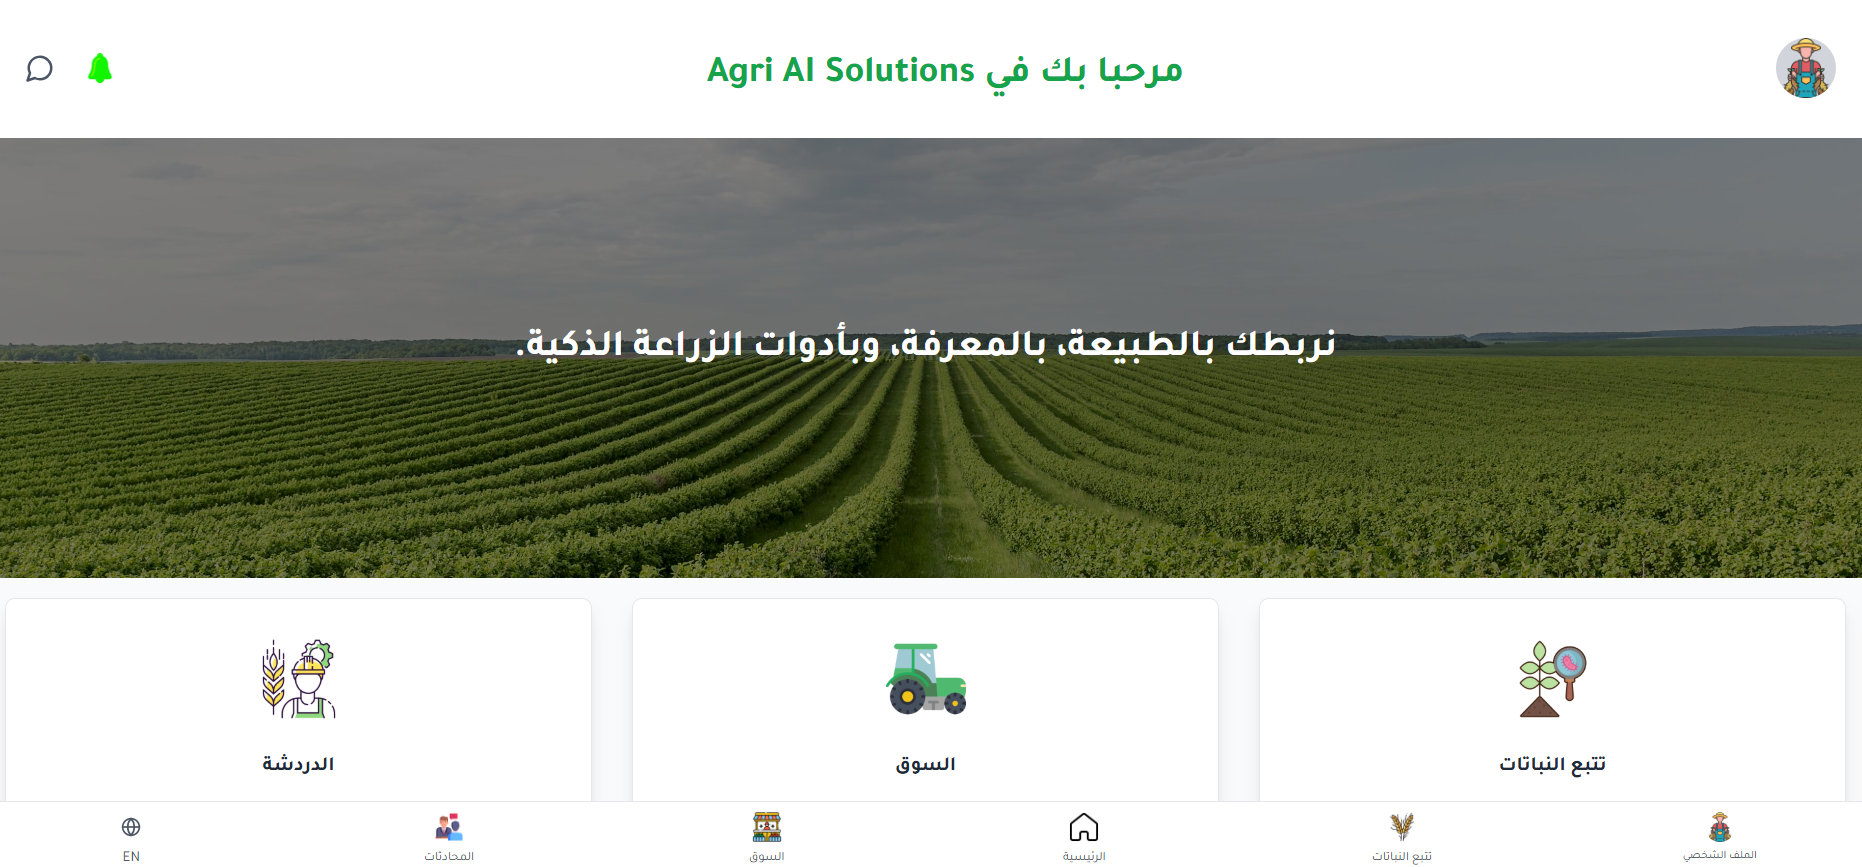 مرحبا بك في Agri AI Solutions
نربطك بالطبيعة، بالمعرفة، وبأدوات الزراعة الذكية.
تتبع النباتات
السوق
الدردشة
الملف الشخصي
تتبع النباتات
الرئيسية
السوق
المحادثات
EN